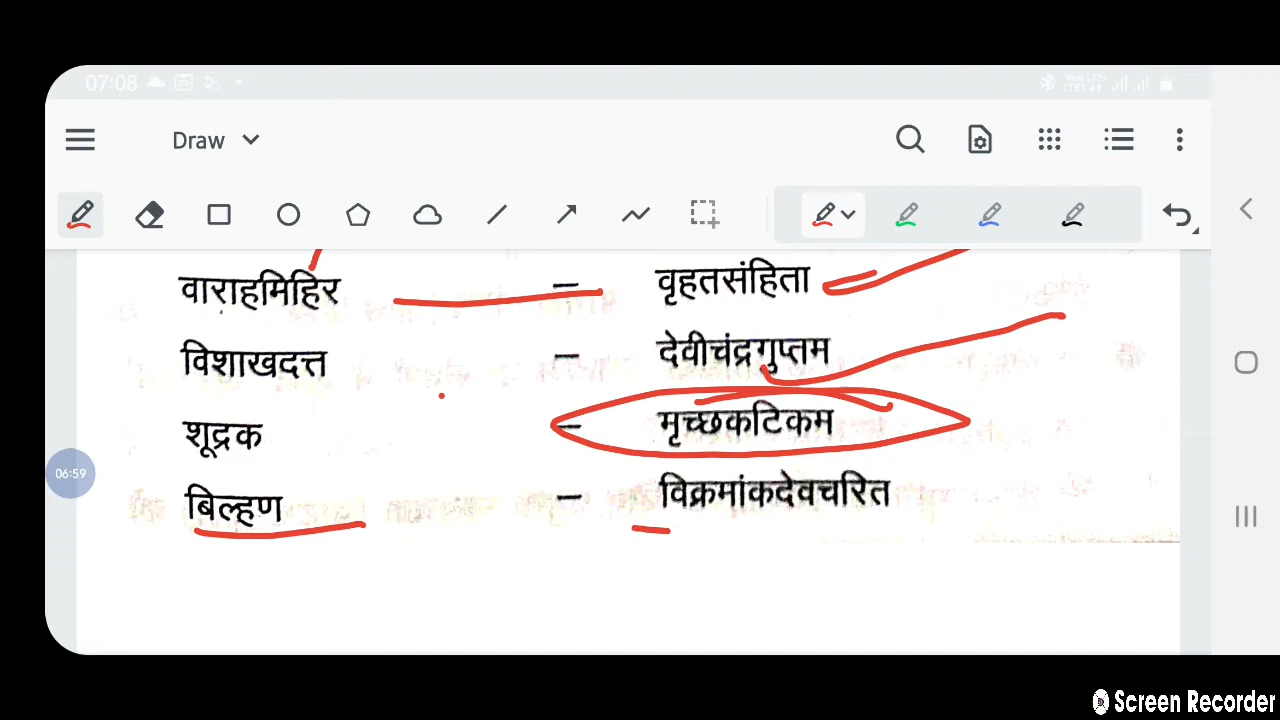 07:08
Draw
वाराहमिहिर – वृहतसंहिता
विशाखदत्त – देवीचंद्रगुप्तम
शूद्रक – मृच्छकटिकम
06:59
बिल्हण – विक्रमांकदेवचरित
Screen Recorder